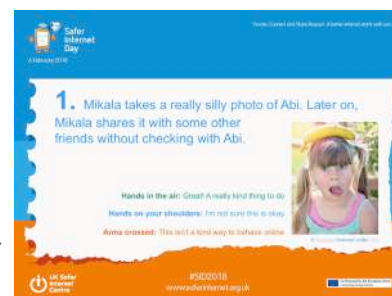 Safer
Internet
Day
6 February 2018
1. Mikala takes a really silly photo of Abi. Later on,
Mikala shares it with some other
friends without checking with Abi.
Hands in the air: Great! A really kind thing to do
Hands on your shoulders: I'm not sure this is okay
Arms crossed: This isn't a kind way to behave online
UK Safer
Internet
Centre
#SID2018
www.saferinternet.org.uk